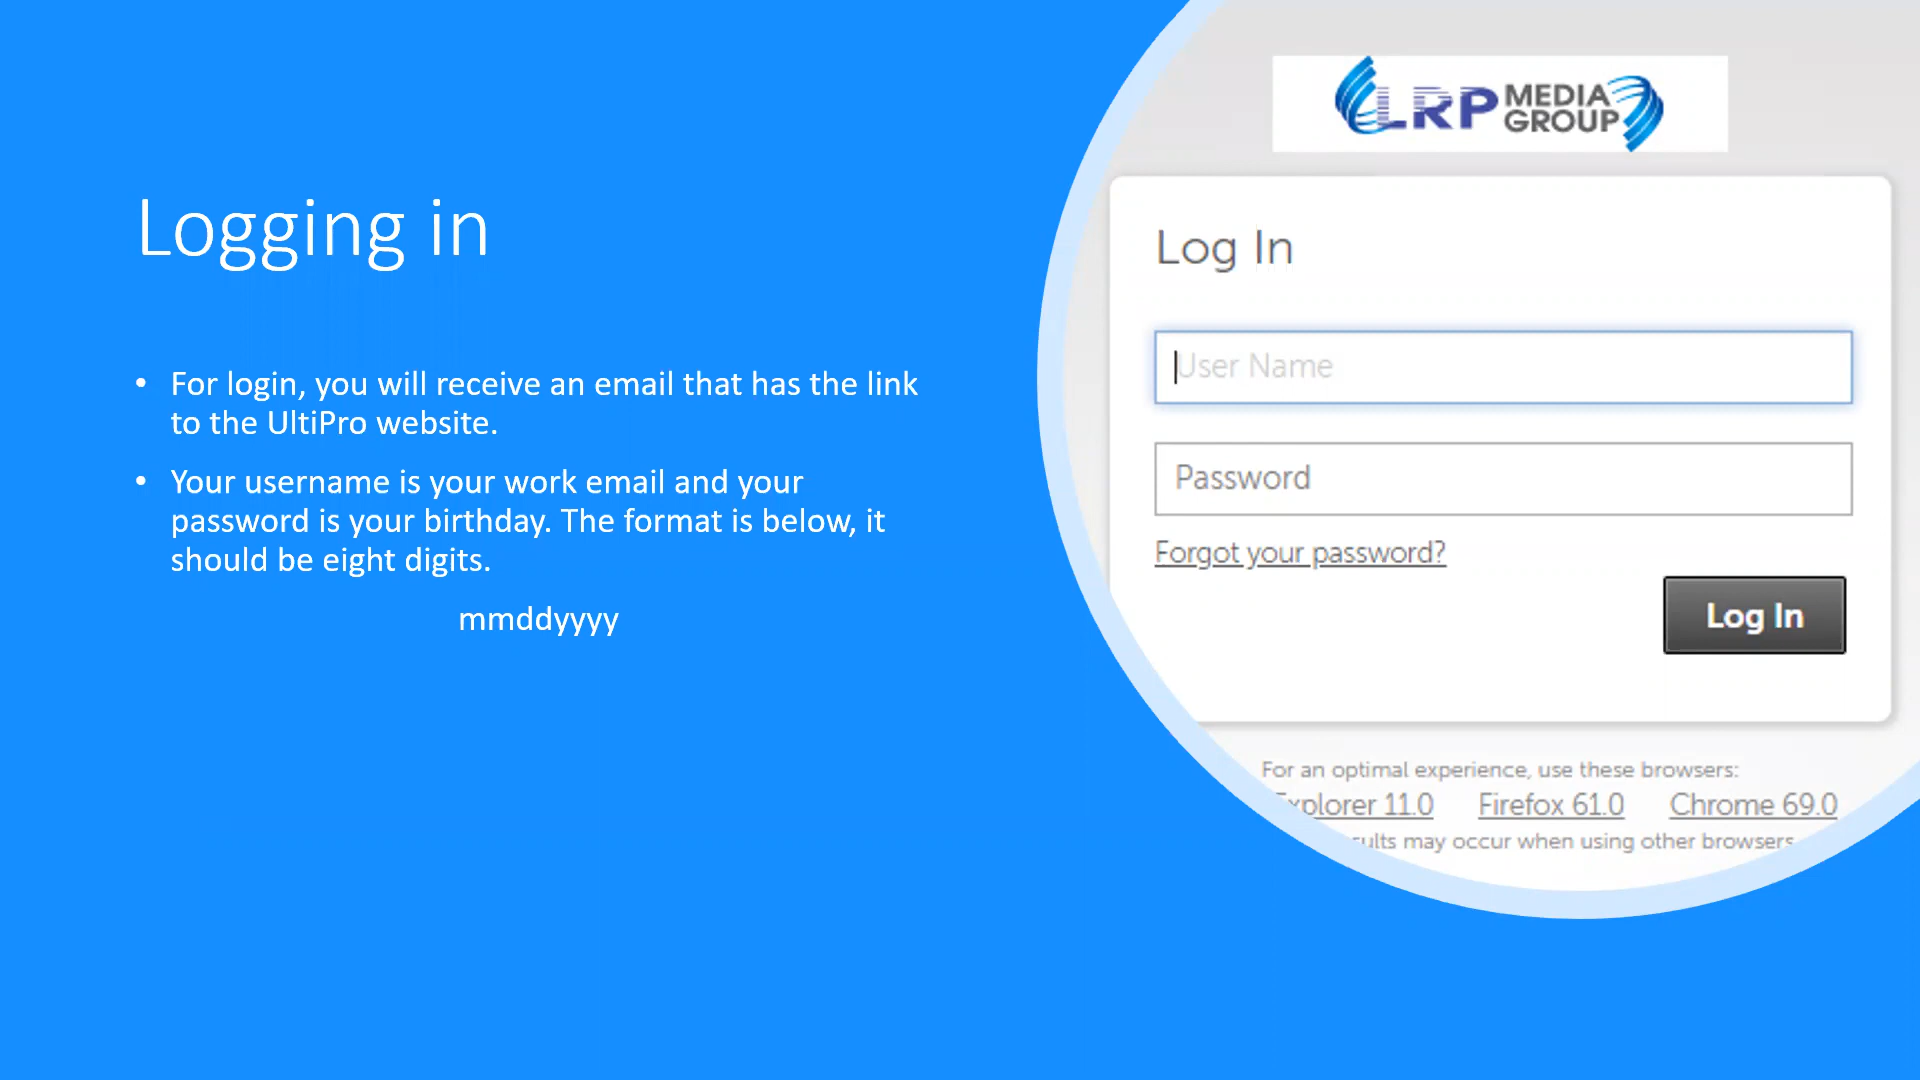 Logging in
• For login, you will receive an email that has the link
to the UltiPro website.
• Your username is your work email and your
password is your birthday. The format is below, it
should be eight digits.
mmddyyyy
LRP MEDIA
GROUP
Log In
User Name
Password
Forgot your password?
Log In
For an optimal experience, use these browsers:
Explorer 11.0 Firefox 61.0 Chrome 69.0
may occur when using other browsers